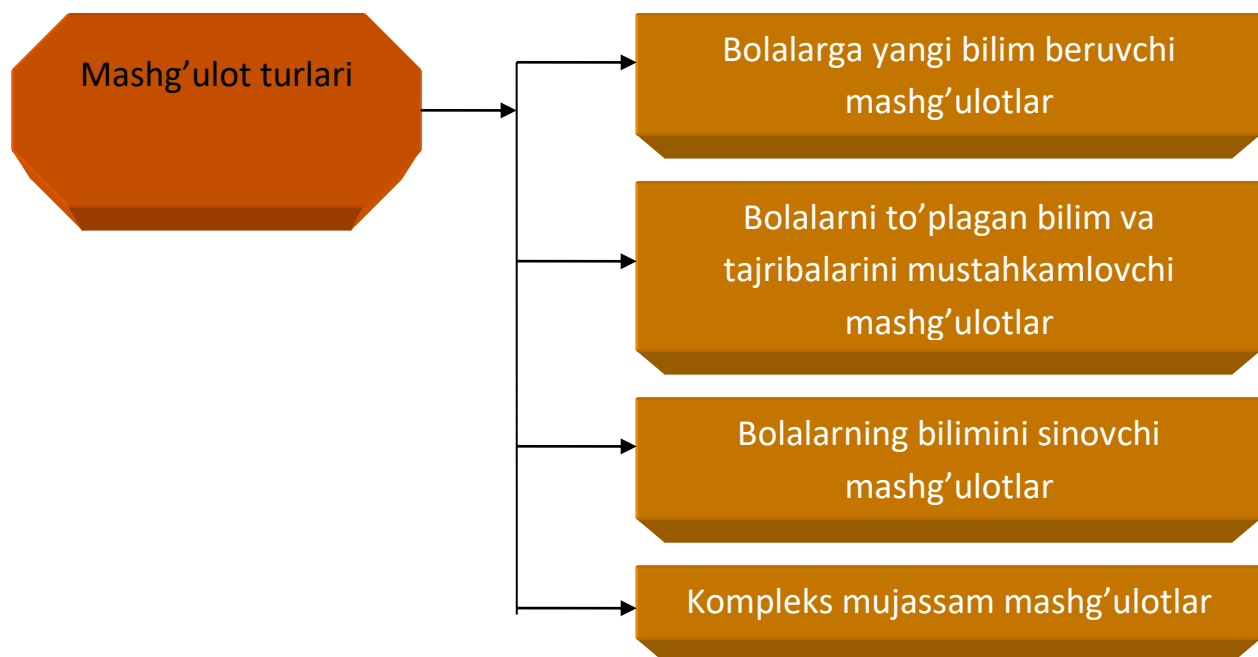 Mashg’ulot turlari
Bolalarga yangi bilim beruvchi
mashg’ulotlar
Bolalarni to’plagan bilim va
tajribalarini mustahkamlovchi
mashg’ulotlar
Bolalarning bilimini sinovchi
mashg’ulotlar
Kompleks mujassam mashg’ulotlar